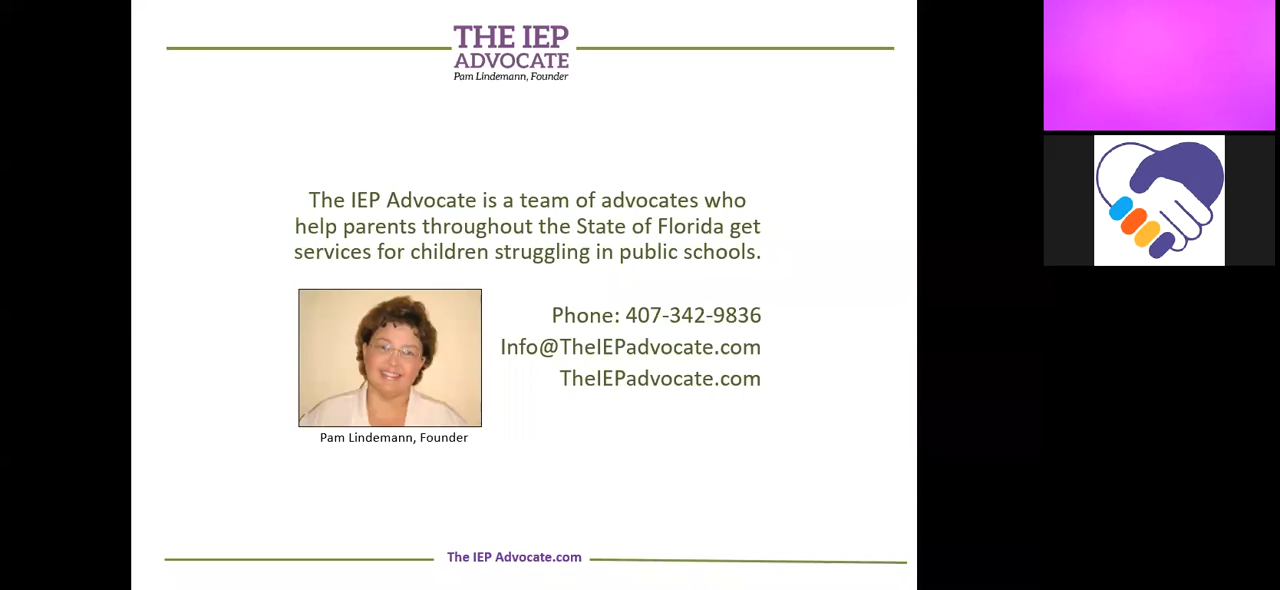 THE IEP
ADVOCATE
Pam Lindemann, Founder
The IEP Advocate is a team of advocates who
help parents throughout the State of Florida get
services for children struggling in public schools.
Phone: 407-342-9836
Info@TheIEPadvocate.com
TheIEPadvocate.com
Pam Lindemann, Founder
The IEP Advocate.com